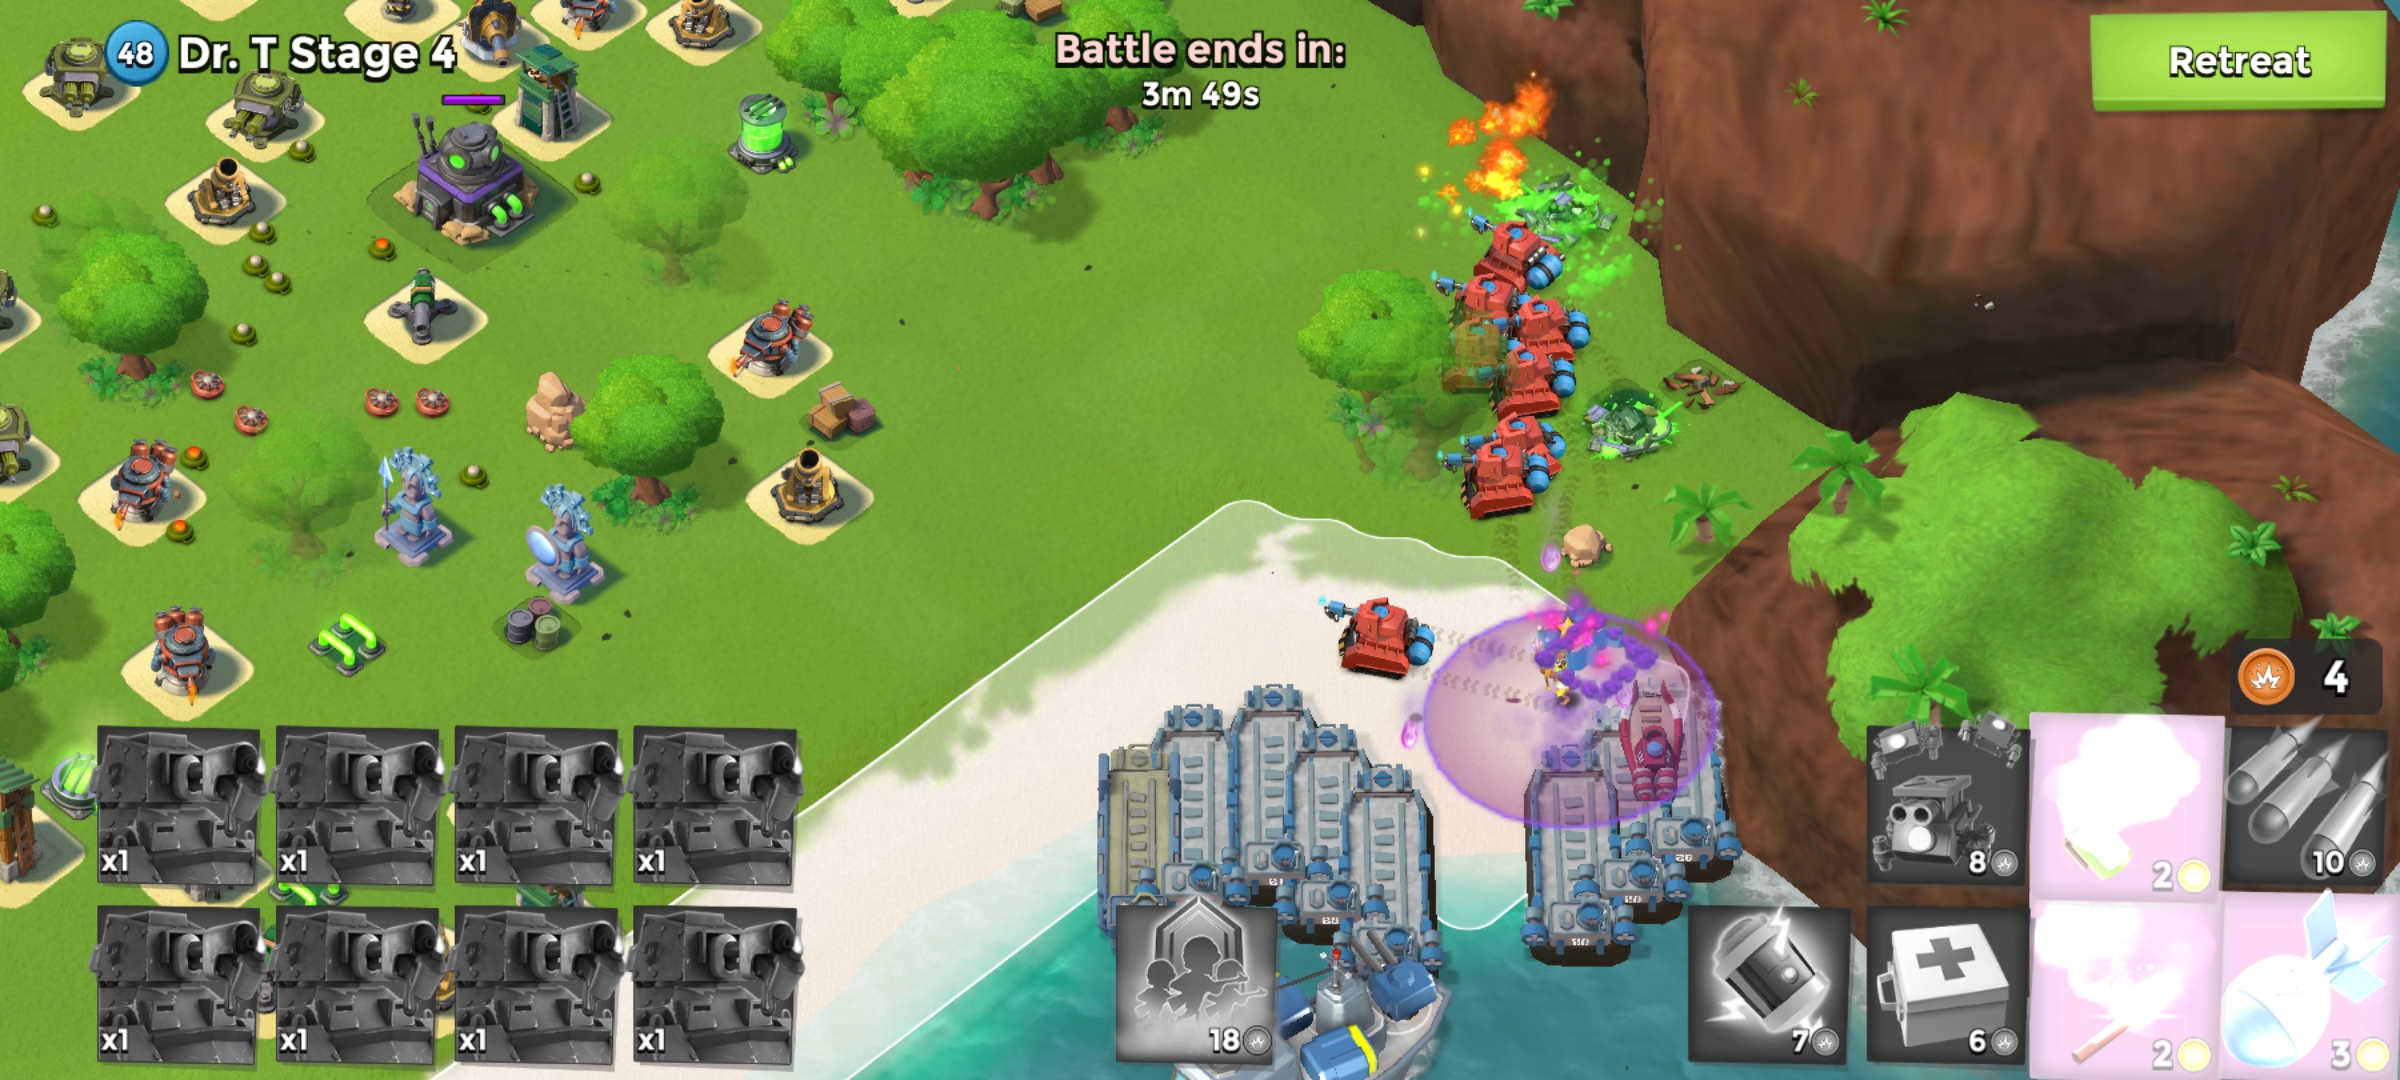 48 Dr. T Stage 4
Battle ends in:
3m 49s
Retreat
4
x1 x1 x1 x1
8 2 10
x1 x1 x1 x1
18 7 6 2 3